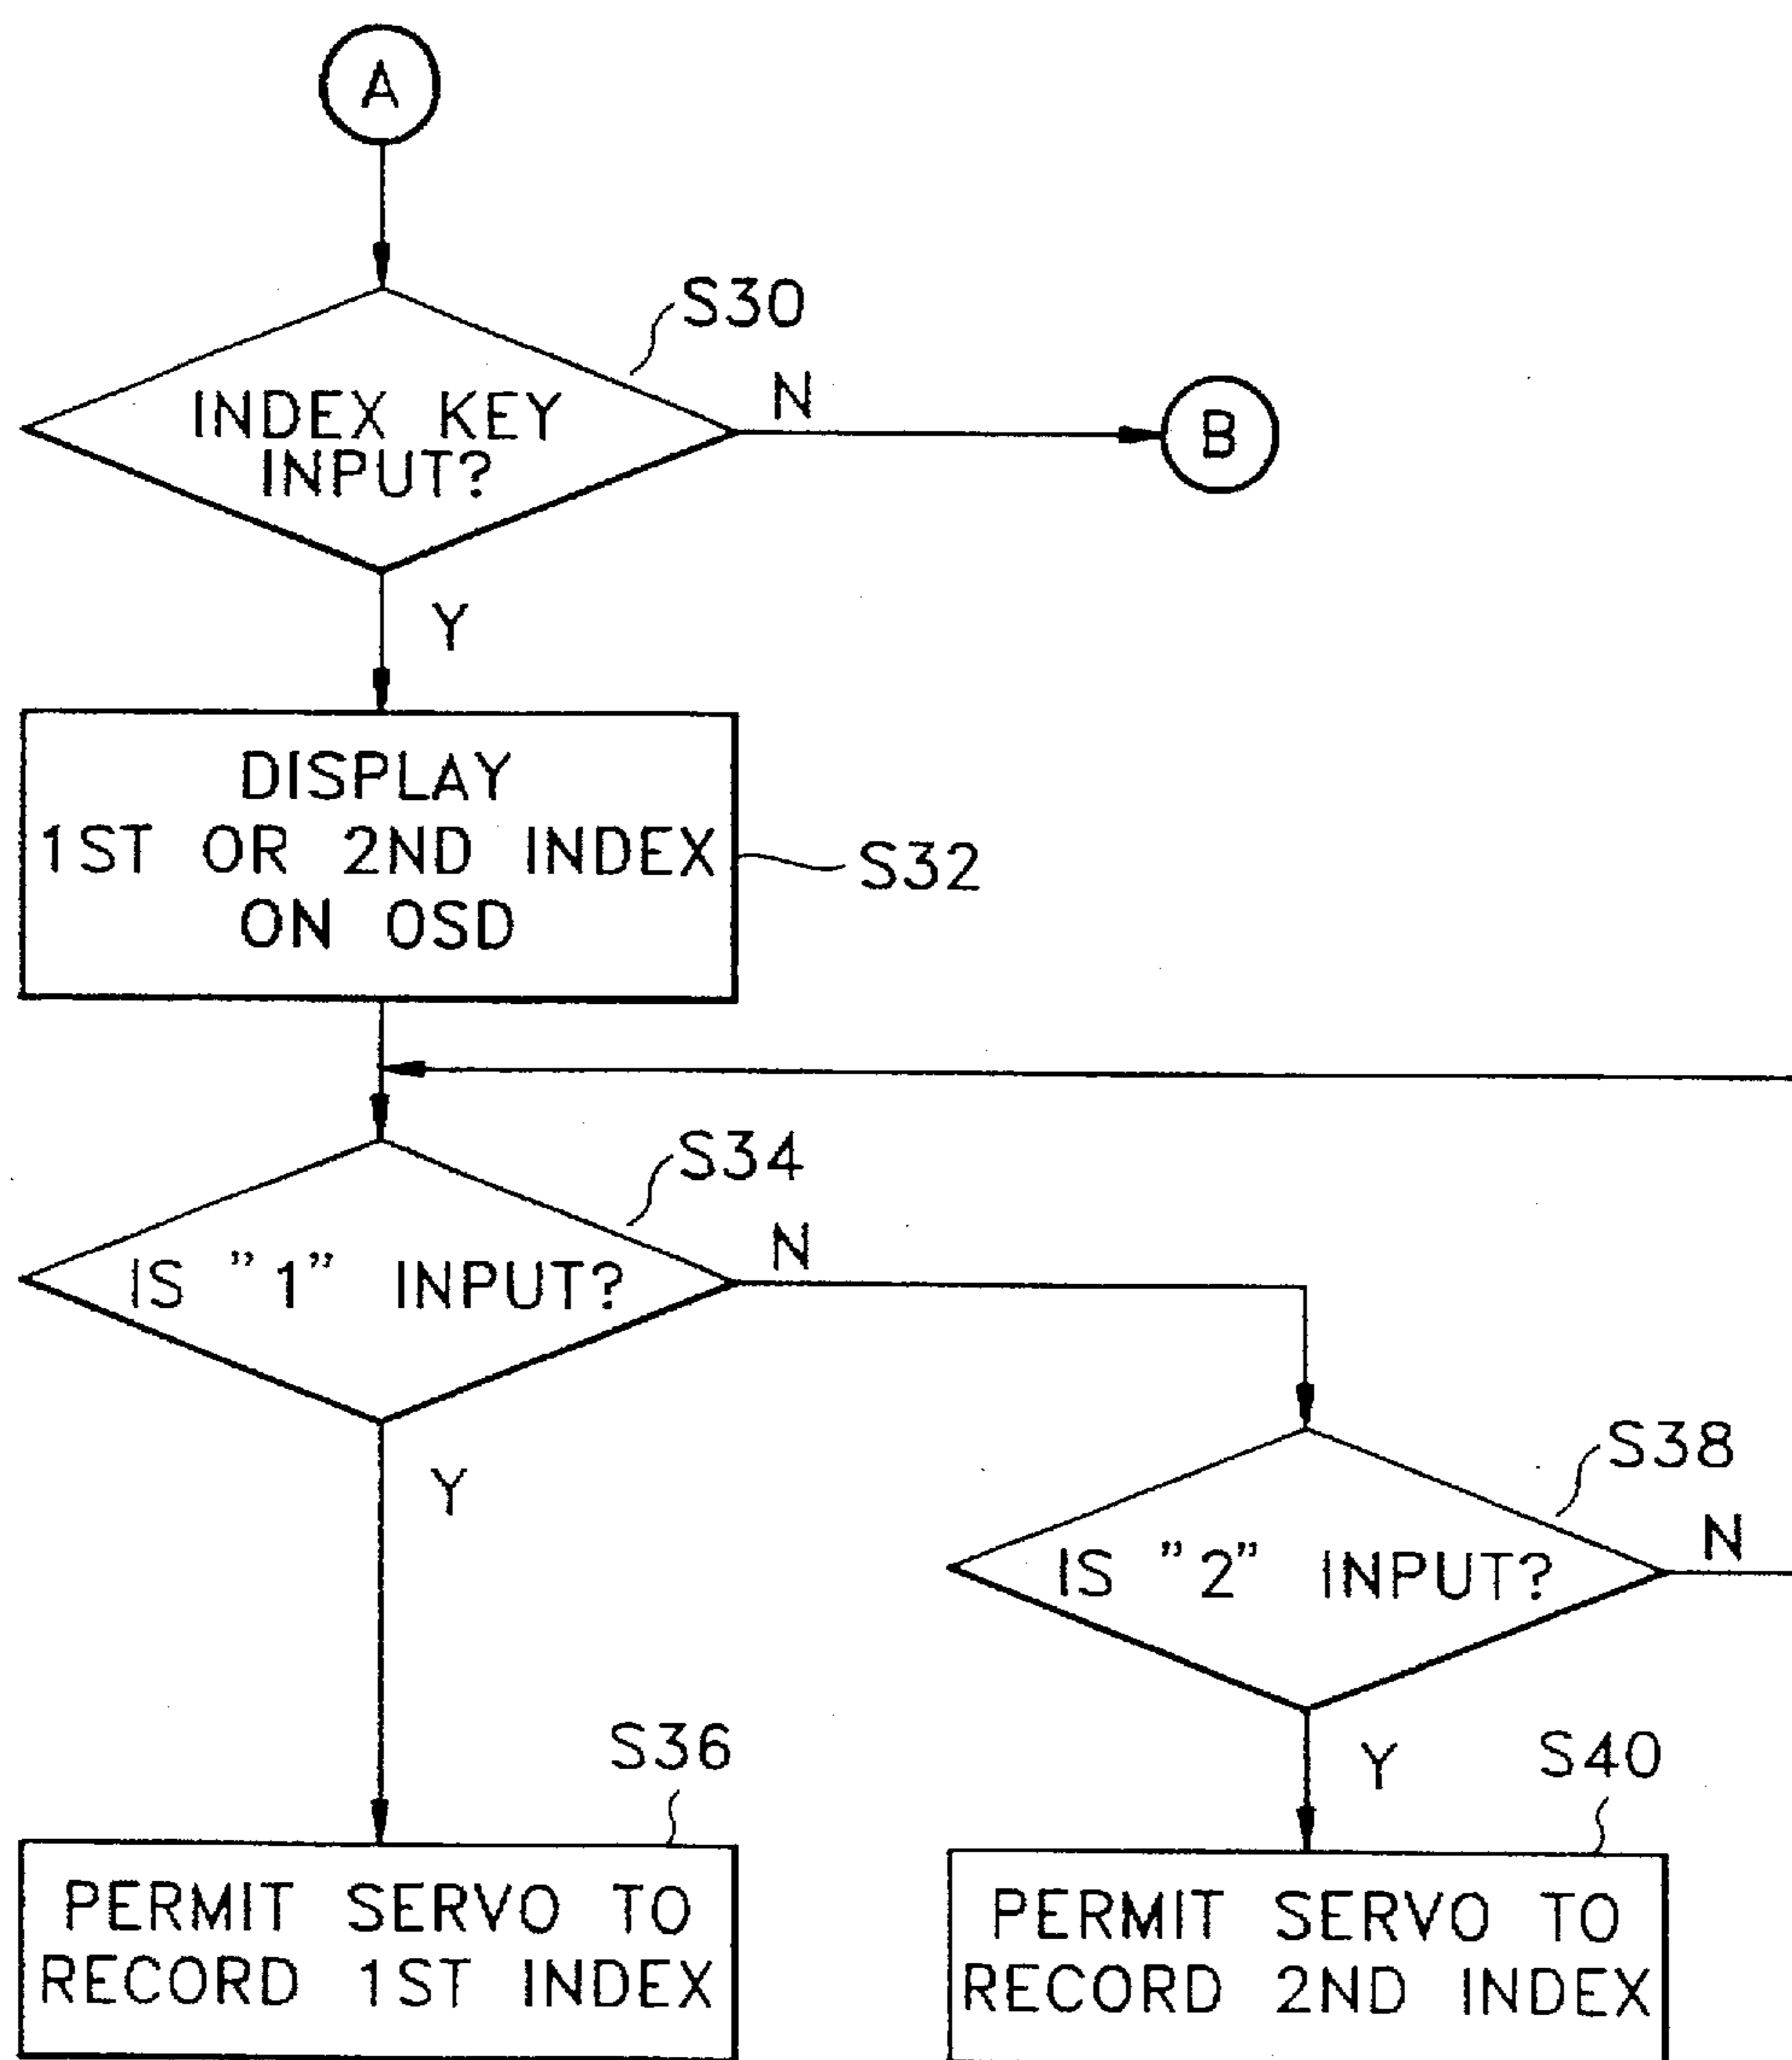 A
S30
INDEX KEY
INPUT?
N
B
Y
DISPLAY
1ST OR 2ND INDEX
ON OSD
S32
S34
IS "1" INPUT?
N
Y
S38
IS "2" INPUT?
N
Y
S36
S40
PERMIT SERVO TO
RECORD 1ST INDEX
PERMIT SERVO TO
RECORD 2ND INDEX